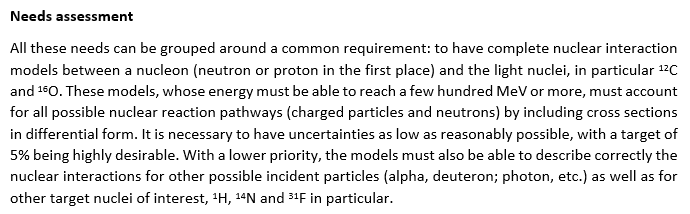 Needs assessment
All these needs can be grouped around a common requirement: to have complete nuclear interaction
models between a nucleon (neutron or proton in the first place) and the light nuclei, in particular ¹²C
and ¹⁶O. These models, whose energy must be able to reach a few hundred MeV or more, must account
for all possible nuclear reaction pathways (charged particles and neutrons) by including cross sections
in differential form. It is necessary to have uncertainties as low as reasonably possible, with a target of
5% being highly desirable. With a lower priority, the models must also be able to describe correctly the
nuclear interactions for other possible incident particles (alpha, deuteron; photon, etc.) as well as for
other target nuclei of interest, ¹H, ¹⁴N and ³¹F in particular.